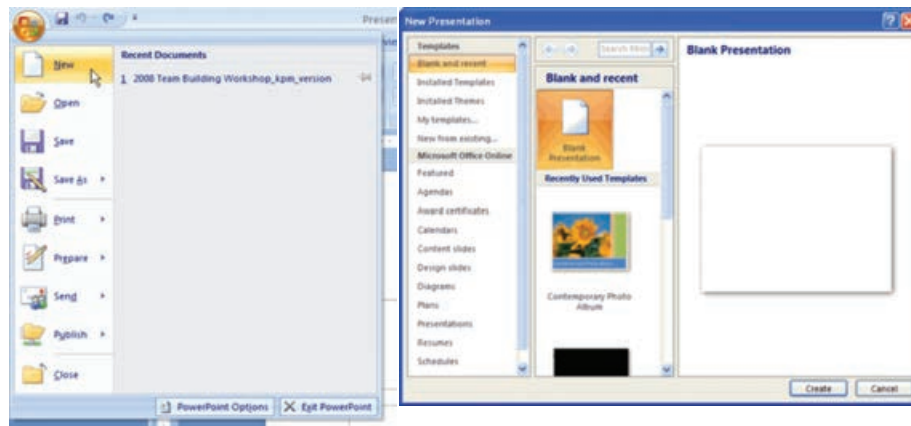 Presen
New
Open
Save
Save As
Print
Prepare
Send
Publish
Close
Recent Documents
1 2008 Team Building Workshop_kpm_version
PowerPoint Options
Exit PowerPoint
New Presentation
Templates
Blank and recent
Installed Templates
Installed Themes
My templates...
New from existing...
Microsoft Office Online
Featured
Agendas
Award certificates
Calendars
Content slides
Design slides
Diagrams
Plans
Presentations
Resumes
Schedules
Search
Blank and recent
Blank
Presentation
Recently Used Templates
Contemporary Photo
Album
Blank Presentation
Create
Cancel